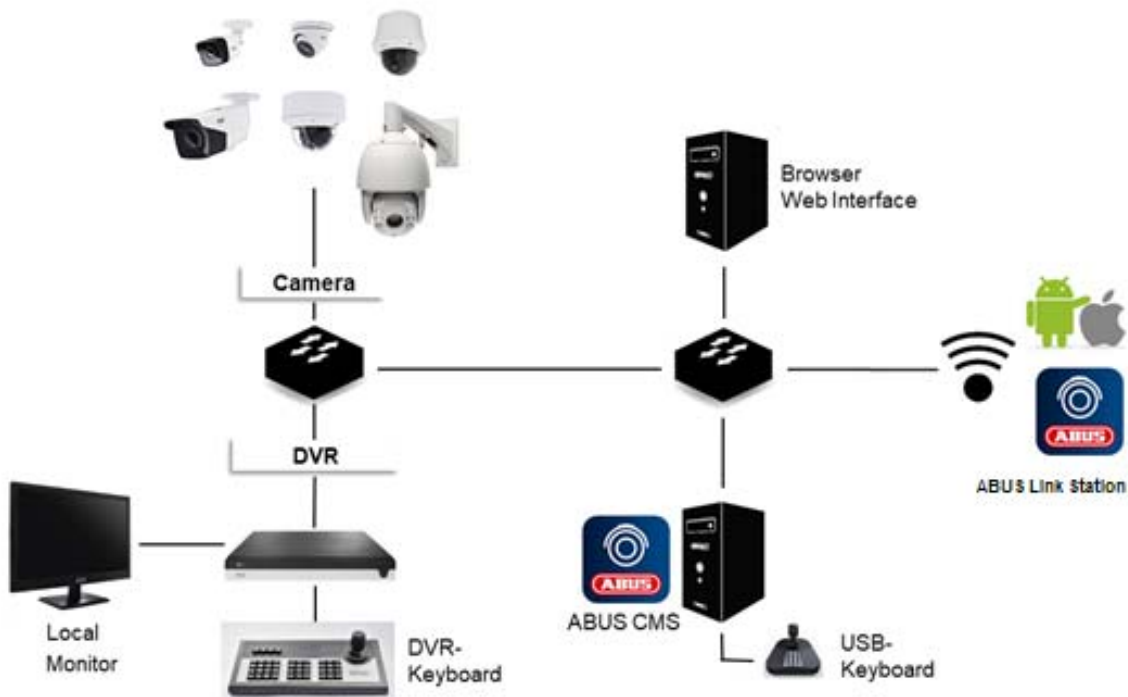 Browser
Web Interface
Camera
DVR
ABUS
ABUS Link Station
ABUS
ABUS CMS
Local
Monitor
DVR-
Keyboard
USB-
Keyboard